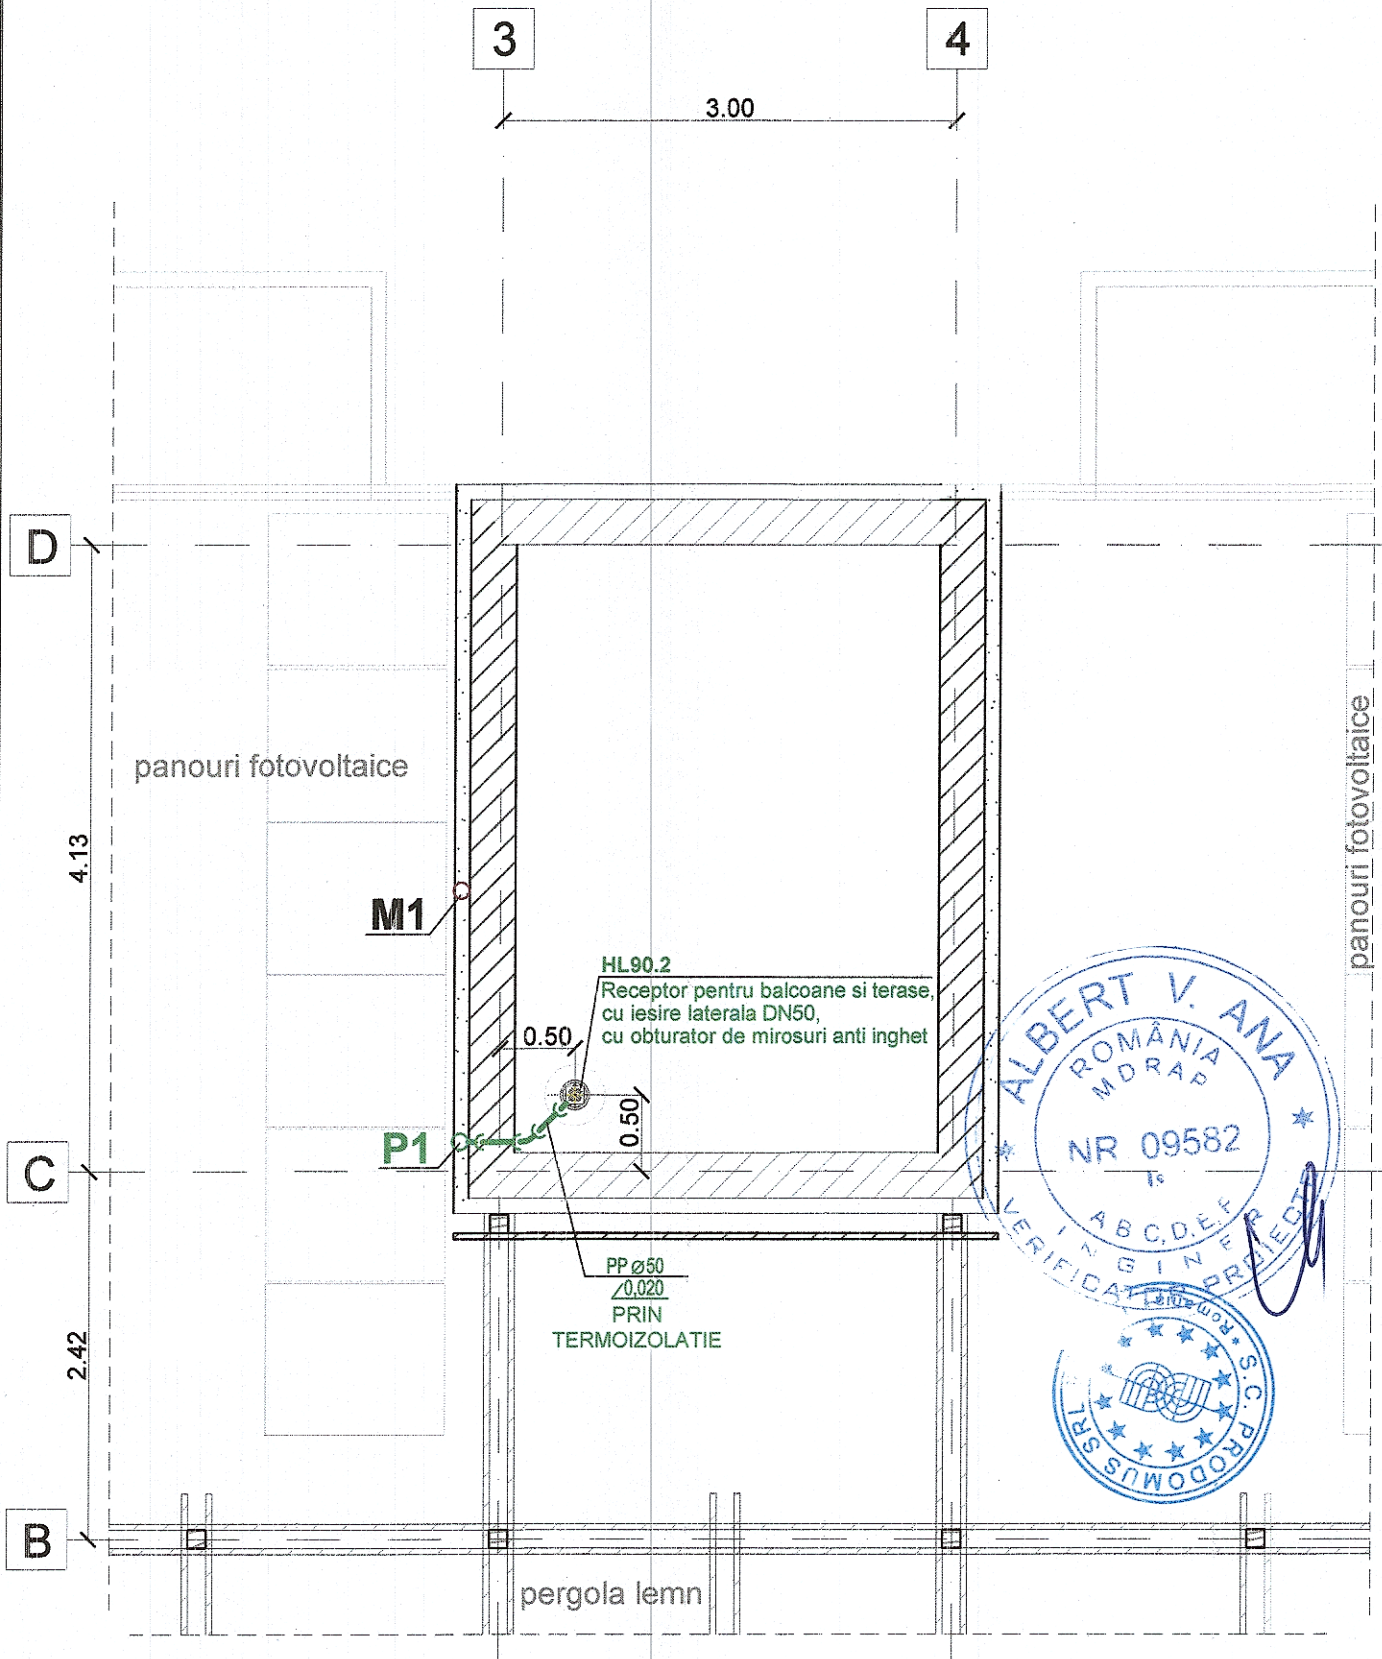 3
4
3.00
D
panouri fotovoltaice
panouri fotovoltaice
4.13
M1
HL90.2
Receptor pentru balcoane si terase,
cu iesire laterala DN50,
cu obturator de mirosuri anti inghet
0.50
0.50
P1
C
ALBERT V. ANA
ROMÂNIA
MDRAP
NR 09582
A B C, D, E, F
INGINER
VERIFICATOR PROIECTE
PP ø50
0,020
PRIN
TERMOIZOLATIE
2.42
Romania * S.C. PRODOMUS SRL
B
pergola lemn